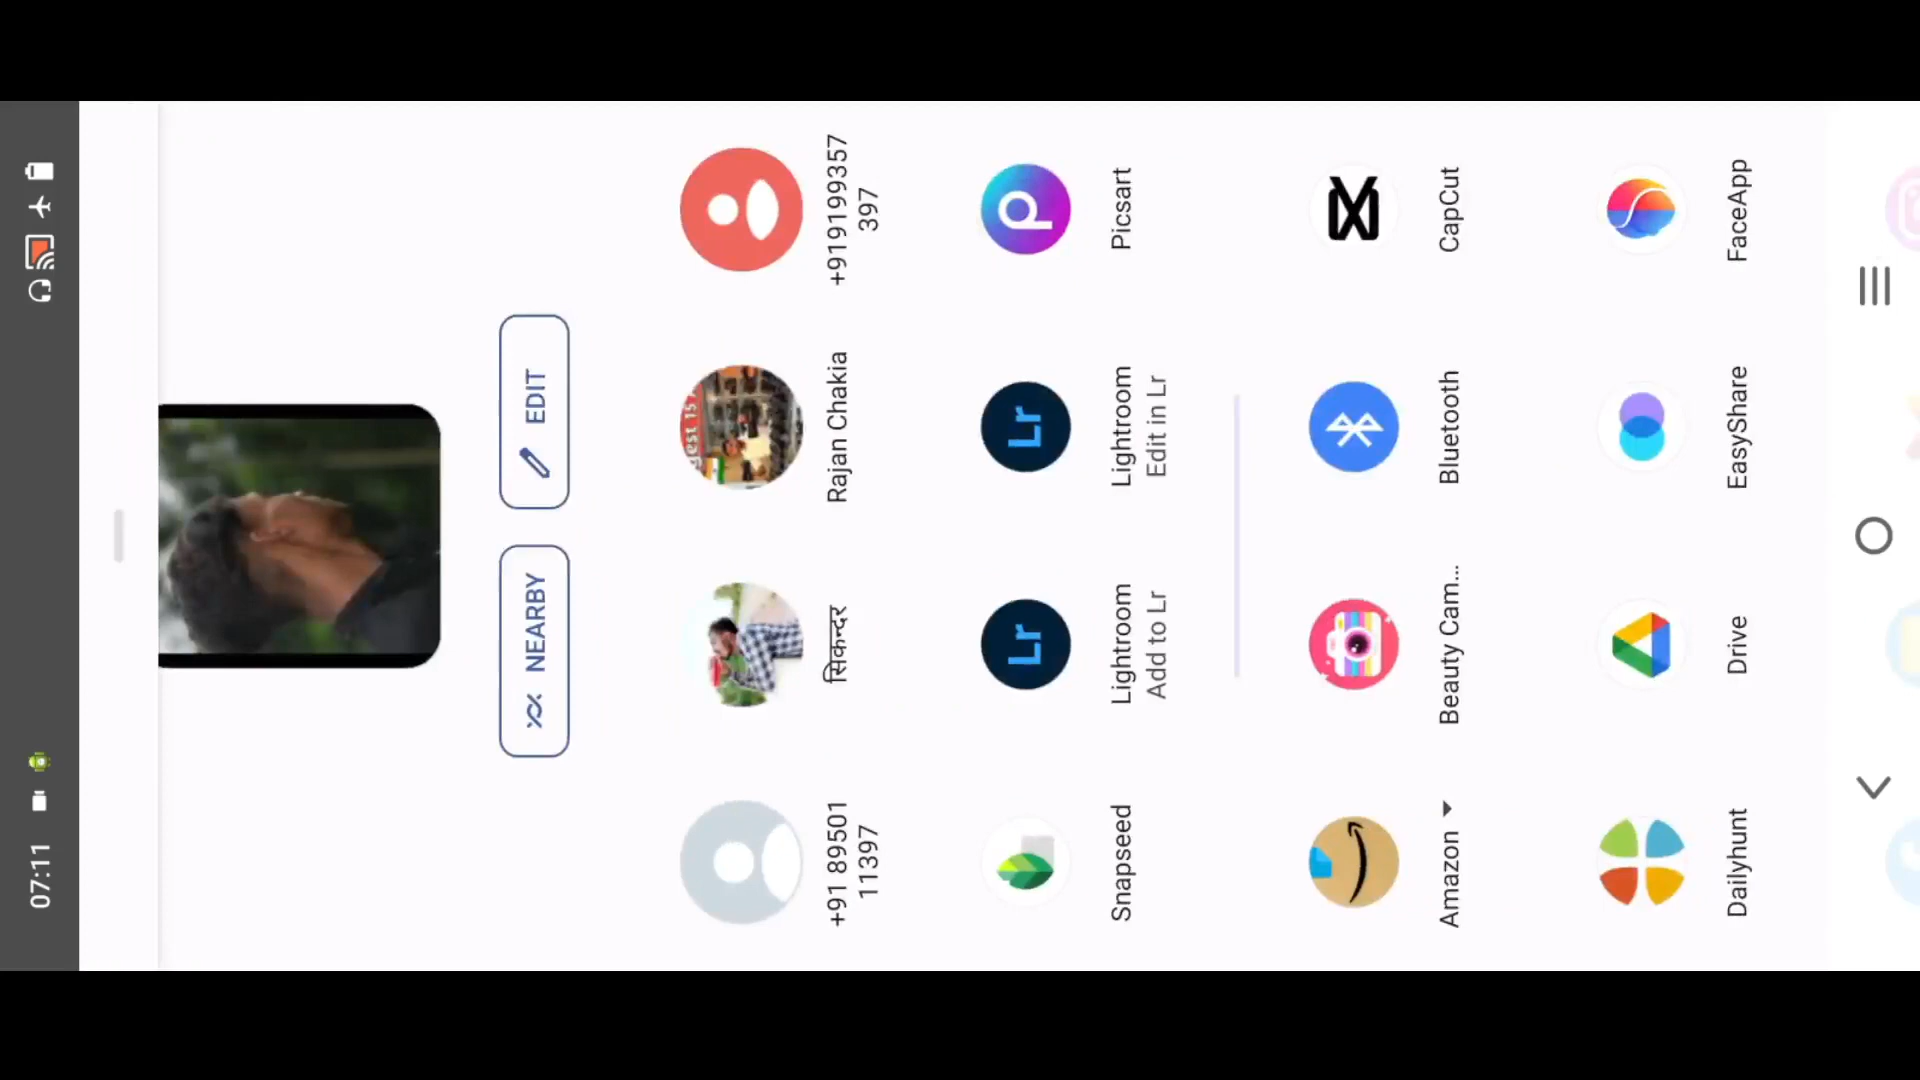 07:11
NEARBY
EDIT
+91 89501
11397
सिकन्दर
Rajan Chakia
+919199357
397
Snapseed
Lightroom
Add to Lr
Lightroom
Edit in Lr
Picsart
Amazon
Beauty Cam...
Bluetooth
CapCut
Dailyhunt
Drive
EasyShare
FaceApp